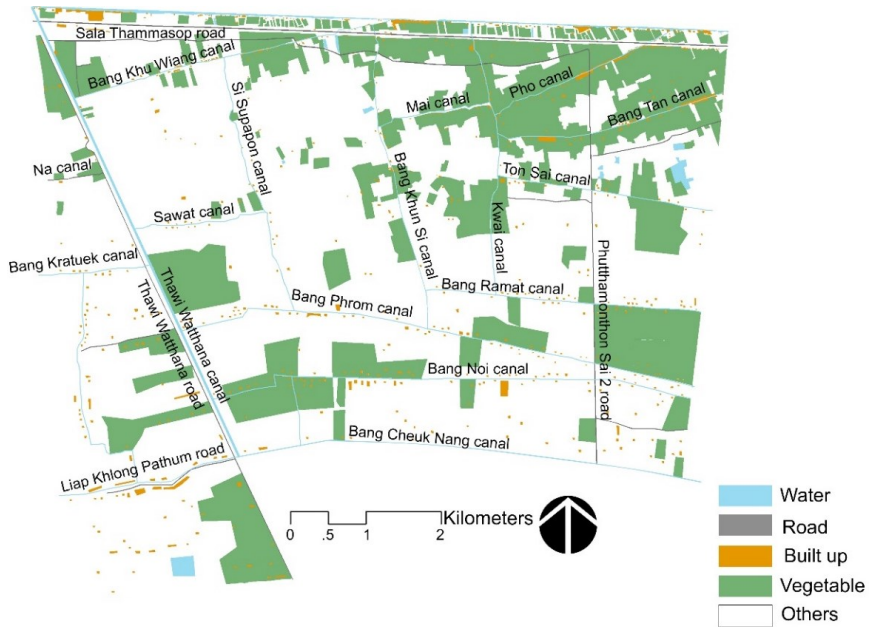 Sala Thammasop road
Bang Khu Wiang canal
Si Supapon canal
Mai canal
Pho canal
Bang Tan canal
Na canal
Bang Khun Si canal
Ton Sai canal
Kwai canal
Sawat canal
Bang Kratuek canal
Thawi Watthana canal
Thawi Watthana road
Bang Phrom canal
Bang Ramat canal
Phutthamonthon Sai 2 road
Bang Noi canal
Bang Cheuk Nang canal
Liap Khlong Pathum road
0 .5 1 2 Kilometers
Water
Road
Built up
Vegetable
Others